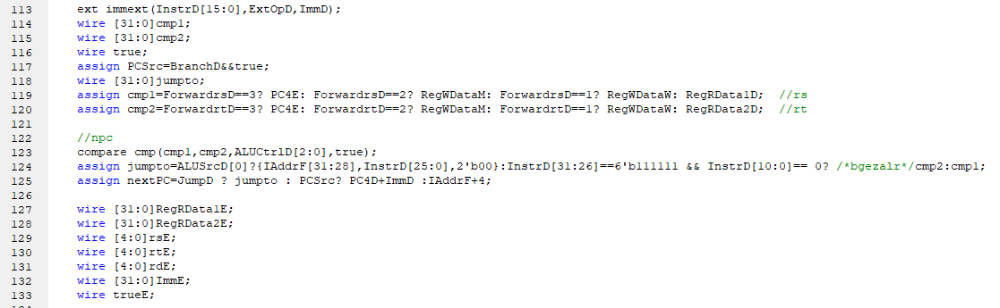 113 ext immext(InstrD[15:0],ExtOpD,ImmD);
114 wire [31:0]cmp1;
115 wire [31:0]cmp2;
116 wire true;
117 assign PCSrc=BranchD&&true;
118 wire [31:0]jumpto;
119 assign cmp1=ForwardrsD==3? PC4E: ForwardrsD==2? RegWDataM: ForwardrsD==1? RegWDataW: RegRData1D; //rs
120 assign cmp2=ForwardrtD==3? PC4E: ForwardrtD==2? RegWDataM: ForwardrtD==1? RegWDataW: RegRData2D; //rt
121
122 //npc
123 compare cmp(cmp1,cmp2,ALUCtrlD[2:0],true);
124 assign jumpto=ALUSrcD[0]?{IAddrF[31:28],InstrD[25:0],2'b00}:InstrD[31:26]==6'b111111 && InstrD[10:0]== 0? /*bgezalr*/cmp2:cmp1;
125 assign nextPC=JumpD ? jumpto : PCSrc? PC4D+ImmD :IAddrF+4;
126
127 wire [31:0]RegRData1E;
128 wire [31:0]RegRData2E;
129 wire [4:0]rsE;
130 wire [4:0]rtE;
131 wire [4:0]rdE;
132 wire [31:0]ImmE;
133 wire trueE;